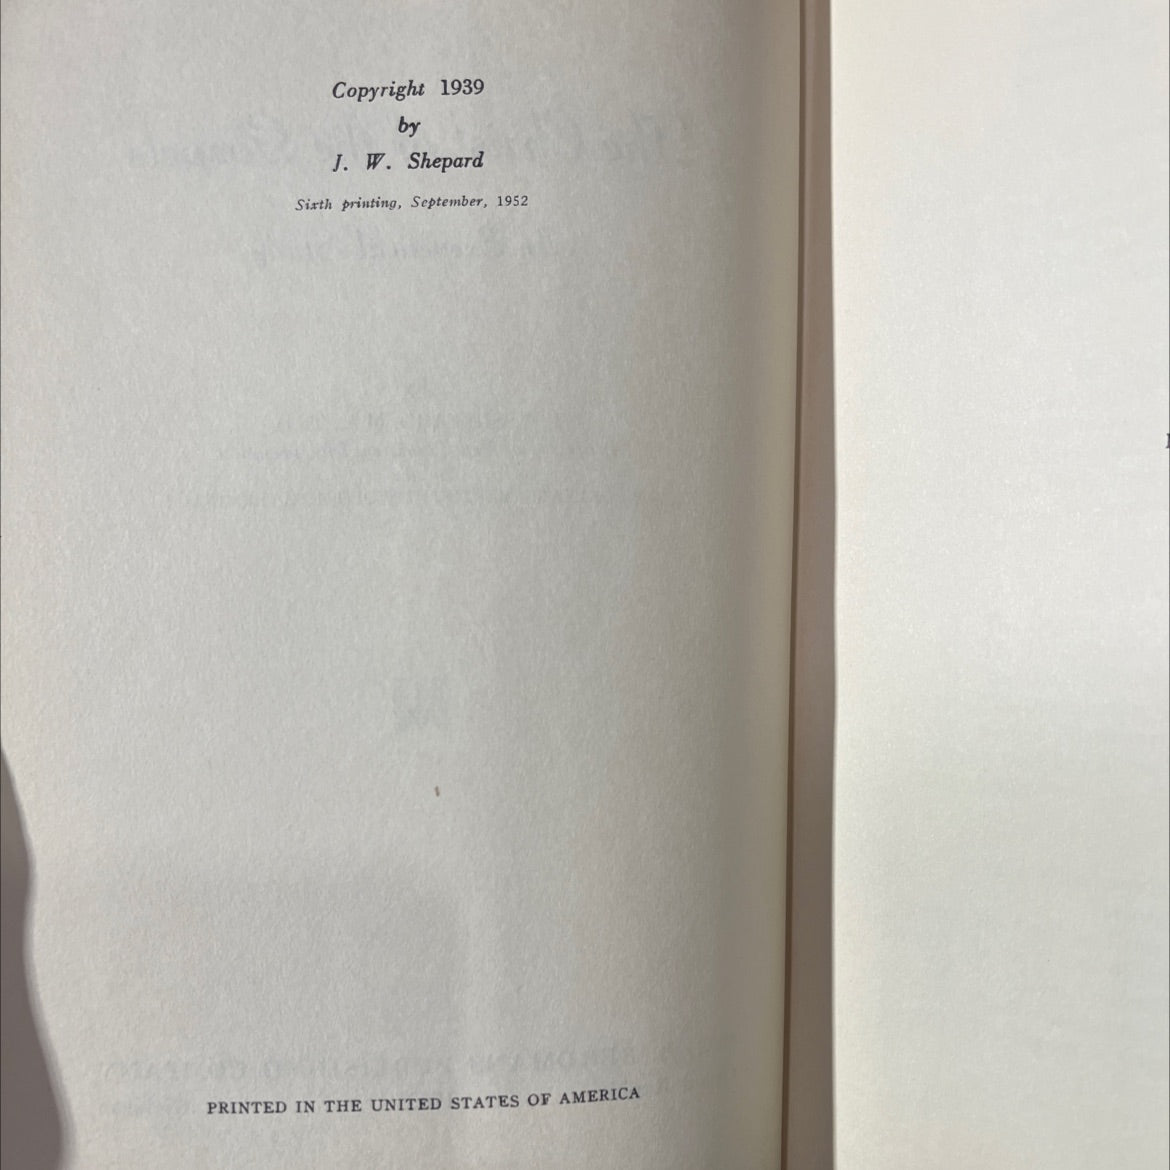 Copyright 1939
by
J. W. Shepard
Sixth printing, September, 1952
PRINTED IN THE UNITED STATES OF AMERICA